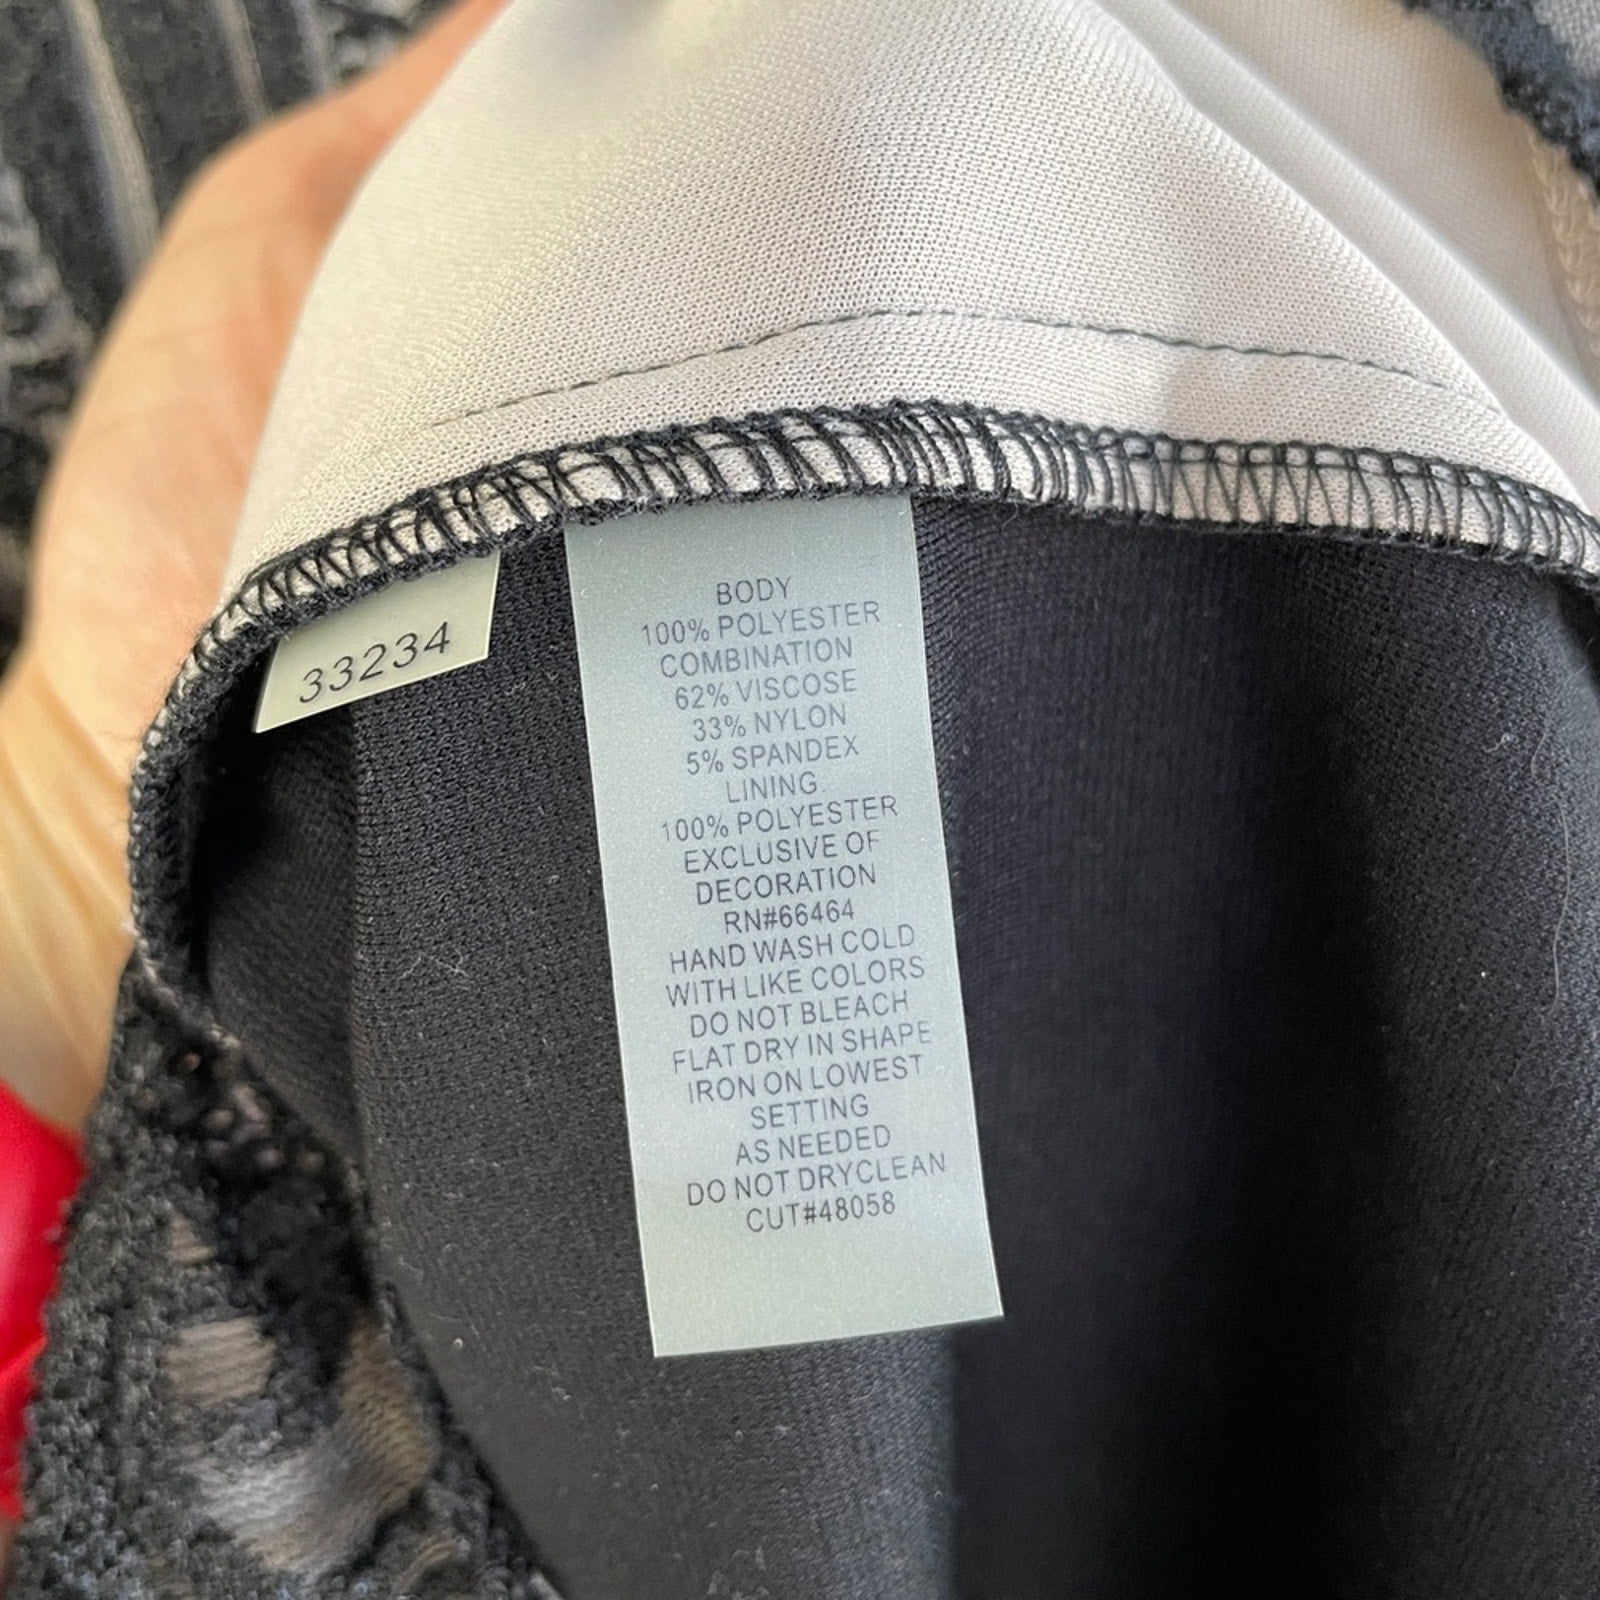 33234
BODY
100% POLYESTER
COMBINATION
62% VISCOSE
33% NYLON
5% SPANDEX
LINING
100% POLYESTER
EXCLUSIVE OF
DECORATION
RN#66464
HAND WASH COLD
WITH LIKE COLORS
DO NOT BLEACH
FLAT DRY IN SHAPE
IRON ON LOWEST
SETTING
AS NEEDED
DO NOT DRYCLEAN
CUT#48058